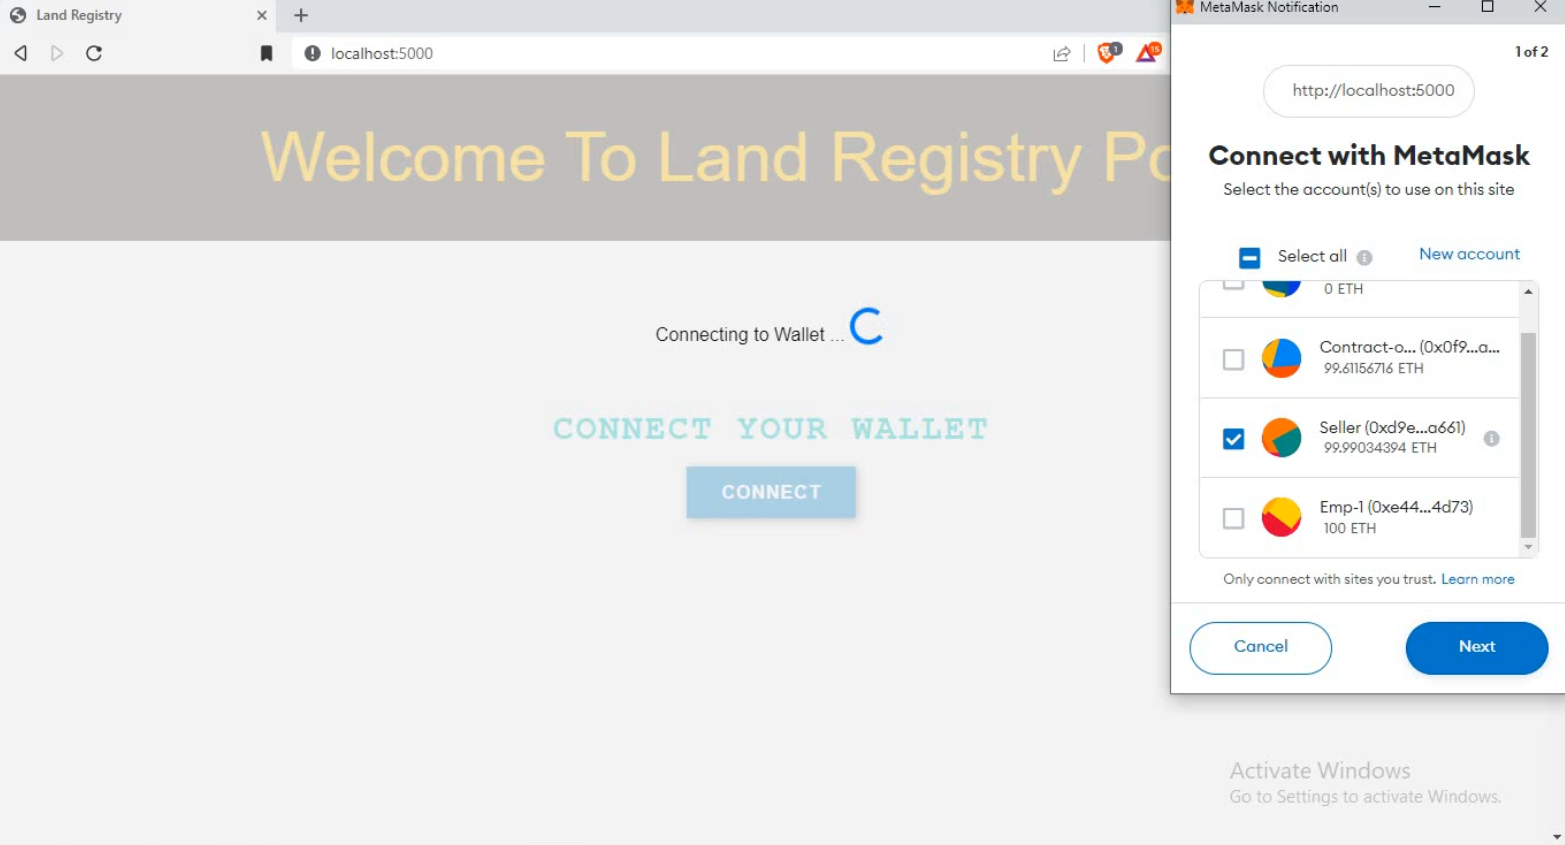 Land Registry
MetaMask Notification
localhost:5000
1
15
1 of 2
http://localhost:5000
Welcome To Land Registry Po
Connect with MetaMask
Select the account(s) to use on this site
Select all
New account
0 ETH
Connecting to Wallet ...
Contract-o... (0x0f9...a...
99.61156716 ETH
CONNECT YOUR WALLET
Seller (0xd9e...a661)
99.99034394 ETH
CONNECT
Emp-1 (0xe44...4d73)
100 ETH
Only connect with sites you trust. Learn more
Cancel
Next
Activate Windows
Go to Settings to activate Windows.